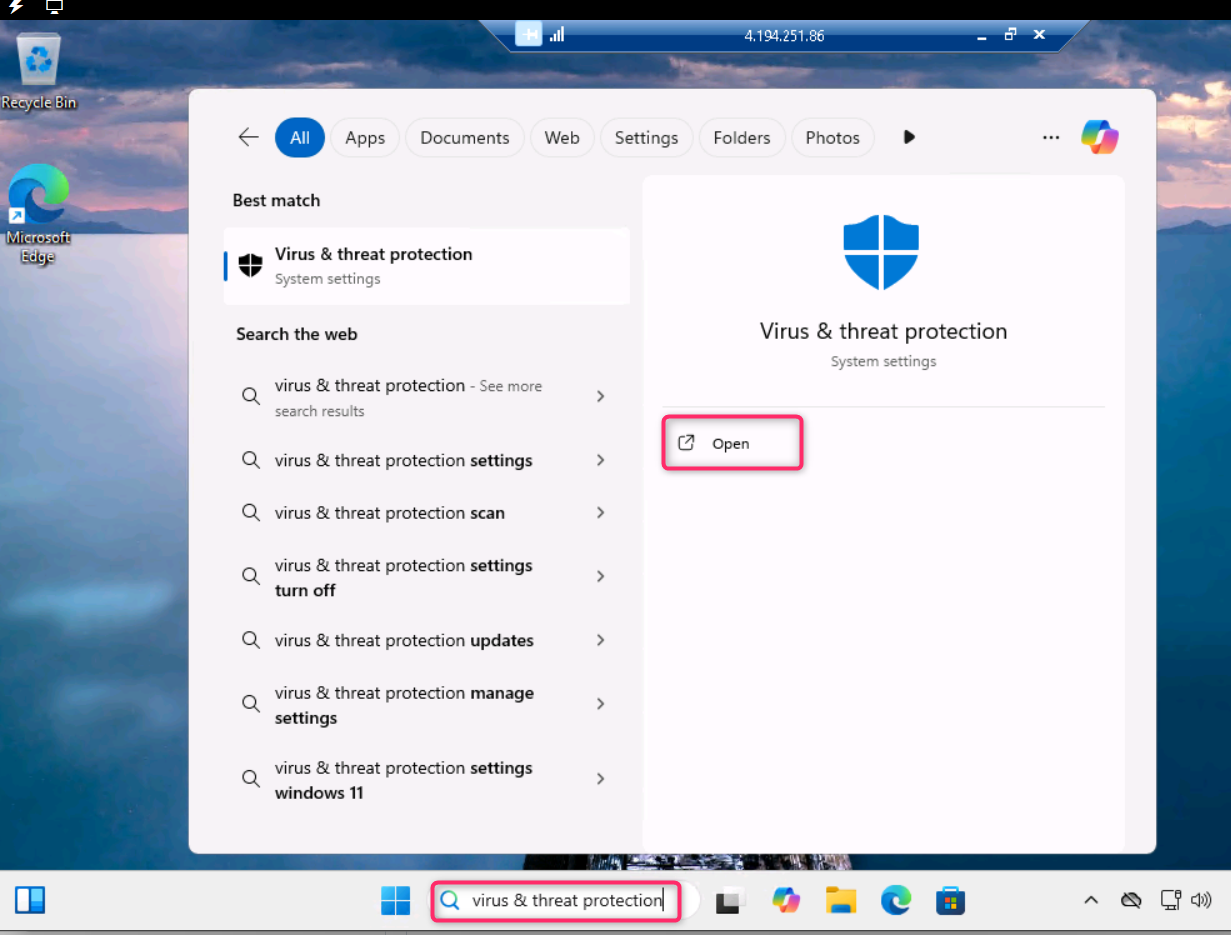 4.194.251.86
Recycle Bin
Microsoft
Edge
All
Apps
Documents
Web
Settings
Folders
Photos
Best match
Virus & threat protection
System settings
Search the web
virus & threat protection - See more
search results
virus & threat protection settings
virus & threat protection scan
virus & threat protection settings
turn off
virus & threat protection updates
virus & threat protection manage
settings
virus & threat protection settings
windows 11
Virus & threat protection
System settings
Open
virus & threat protection